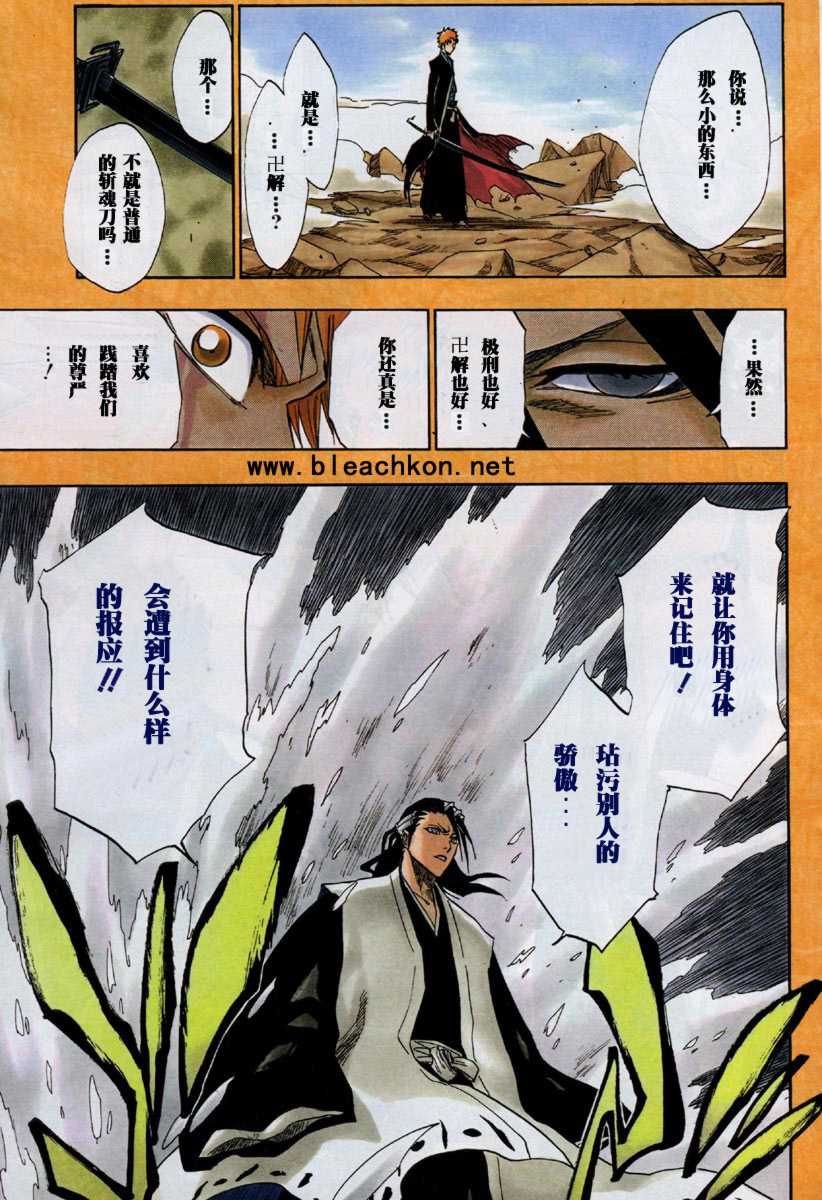 你说…
那么小的东西…
就是…
卍解…?
那个…
不就是普通
的斩魂刀吗…
…果然…
极刑也好、
卍解也好…
你还真是…
喜欢
践踏我们
的尊严
…!
www.bleachkon.net
就让你用身体
来记住吧!
玷污别人的
骄傲....
会遭到什么样
的报应!!